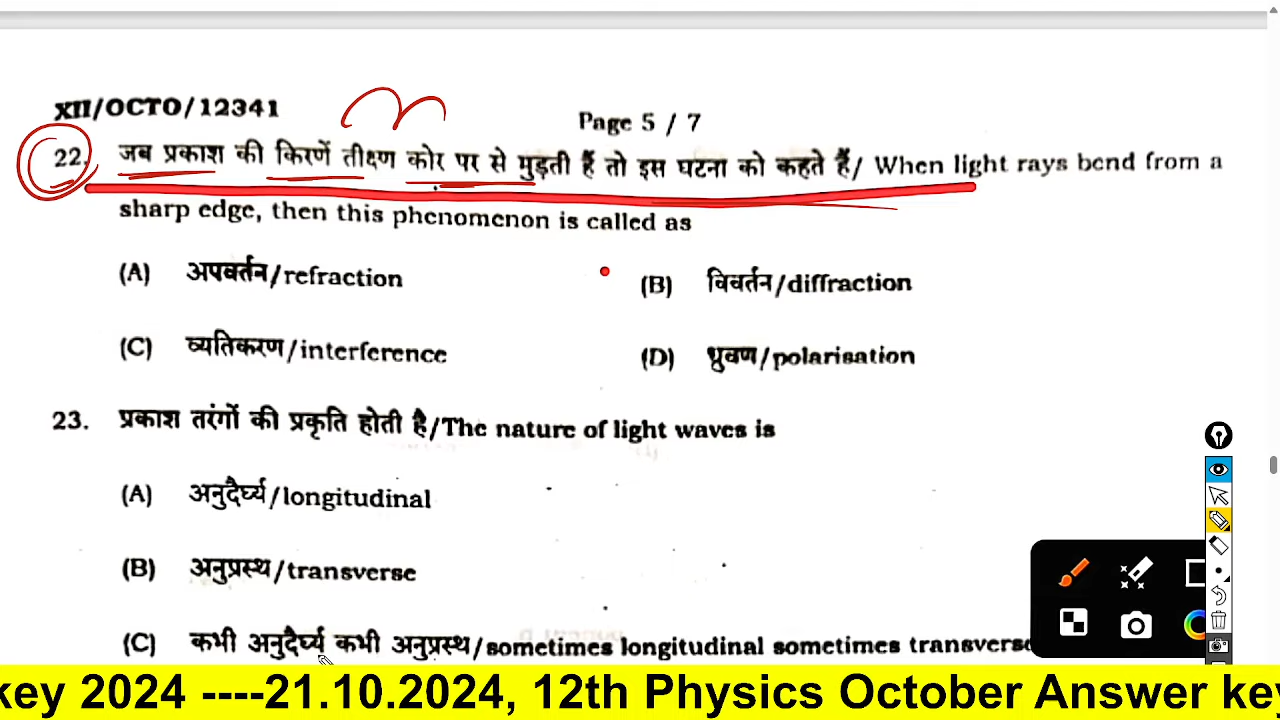 XII/OCTO/12341
Page 5 / 7
22. जब प्रकाश की किरणें तीक्ष्ण कोर पर से मुड़ती हैं तो इस घटना को कहते हैं/ When light rays bend from a
sharp edge, then this phenomenon is called as
(A) अपवर्तन/refraction
(B) विवर्तन/diffraction
(C) व्यतिकरण/interference
(D) ध्रुवण/polarisation
23. प्रकाश तरंगों की प्रकृति होती है/The nature of light waves is
(A) अनुदैर्घ्य/longitudinal
(B) अनुप्रस्थ/transverse
(C) कभी अनुदैर्घ्य कभी अनुप्रस्थ/sometimes longitudinal sometimes transverse
key 2024 ----21.10.2024, 12th Physics October Answer key